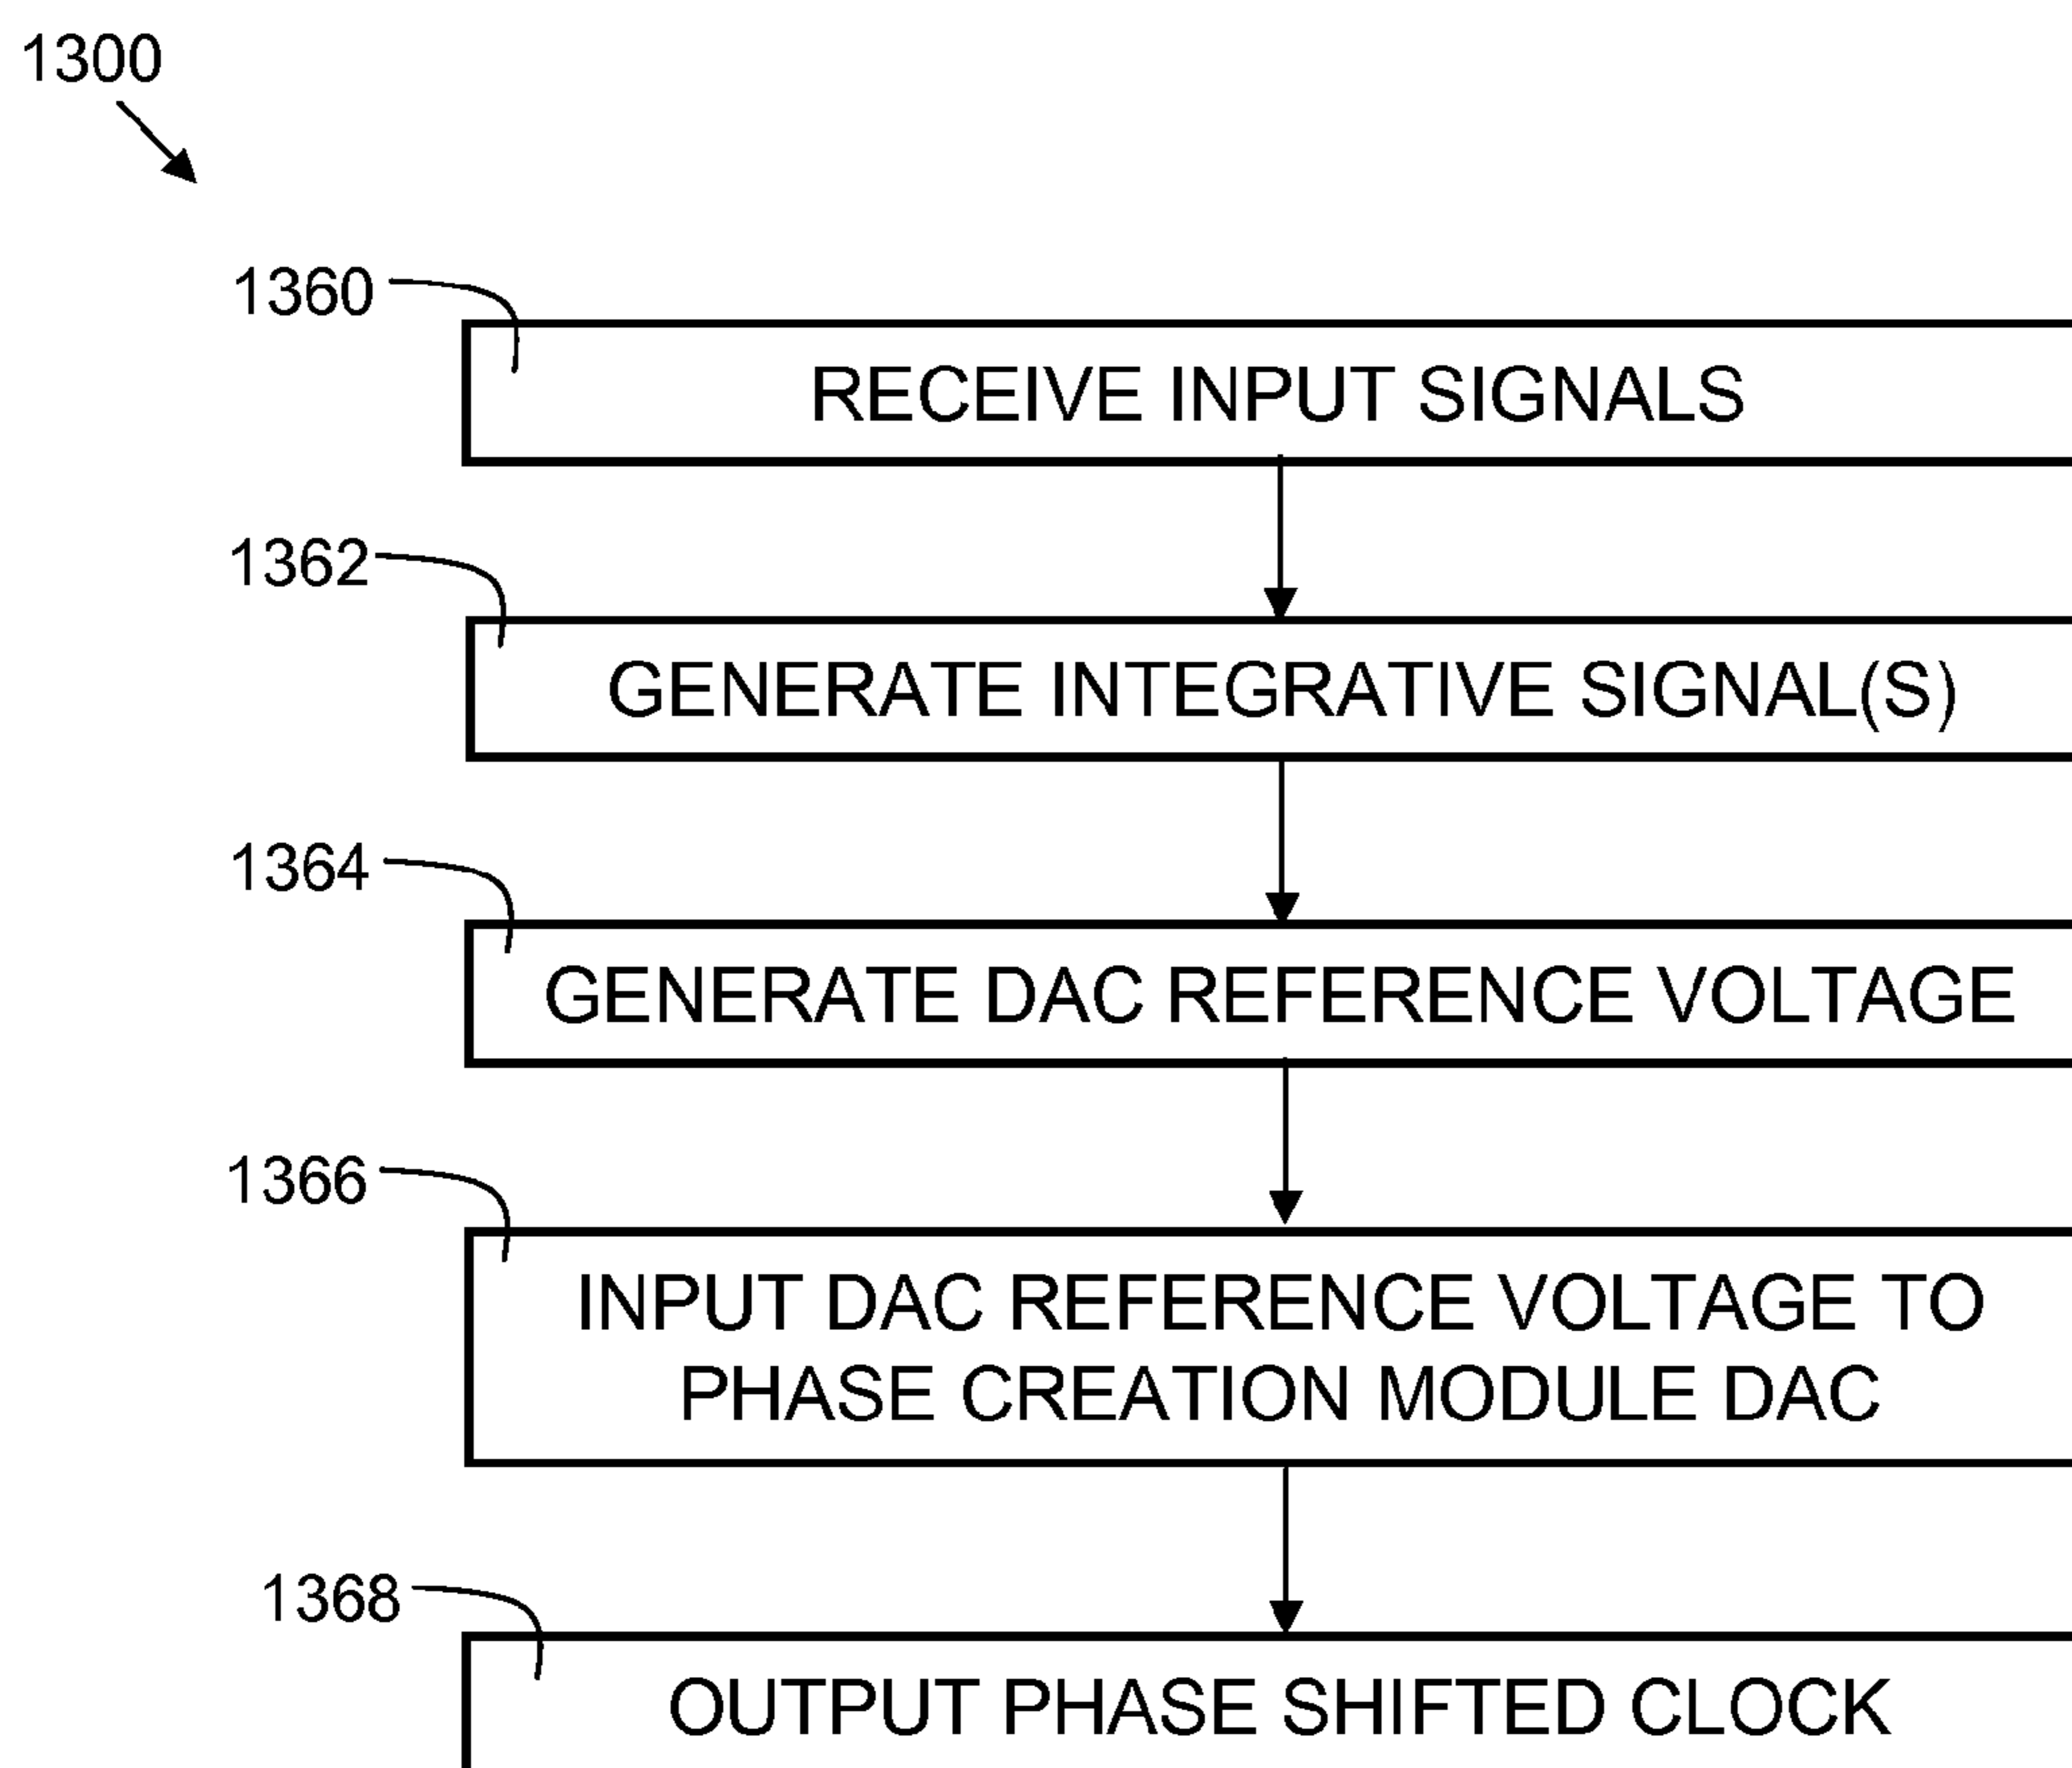 1300
1360
RECEIVE INPUT SIGNALS
1362
GENERATE INTEGRATIVE SIGNAL(S)
1364
GENERATE DAC REFERENCE VOLTAGE
1366
INPUT DAC REFERENCE VOLTAGE TO
PHASE CREATION MODULE DAC
1368
OUTPUT PHASE SHIFTED CLOCK